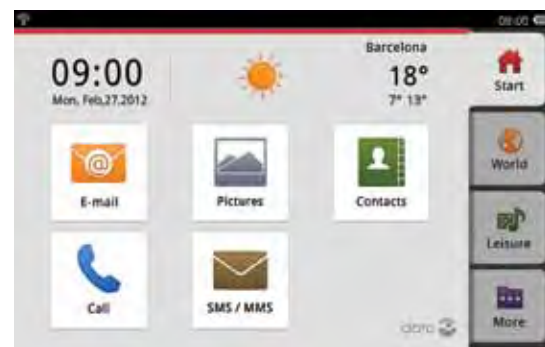 09:00
09:00
Mon, Feb,27.2012
Barcelona
18°
7° 13°
Start
World
Leisure
More
E-mail
Pictures
Contacts
Call
SMS / MMS
doro